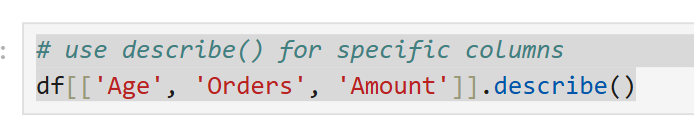 # use describe() for specific columns
df[['Age', 'Orders', 'Amount']].describe()